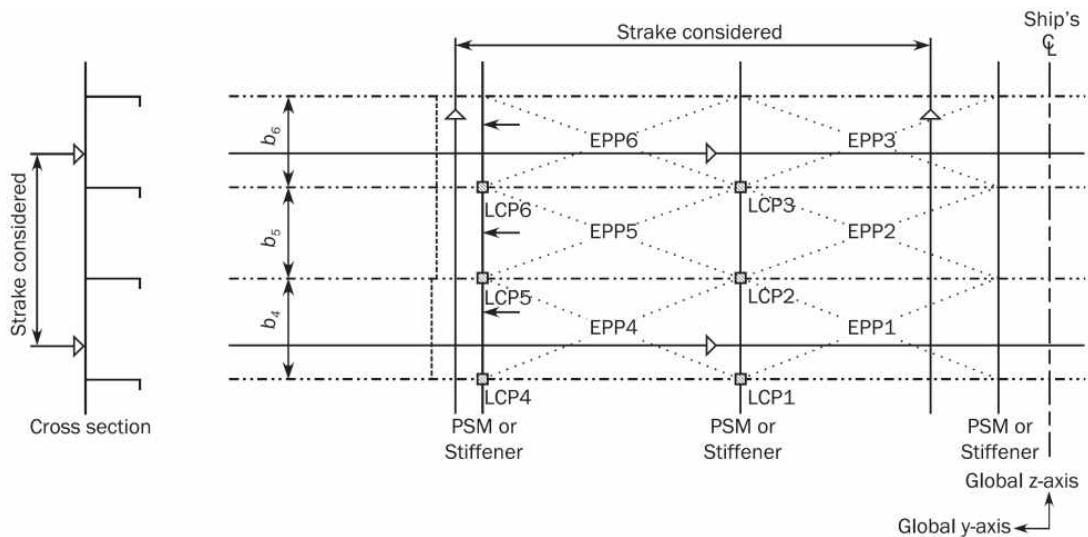 Ship's
℄
Strake considered
b6
EPP6
EPP3
LCP6
LCP3
Strake considered
b5
EPP5
EPP2
LCP5
LCP2
b4
EPP4
EPP1
LCP4
LCP1
Cross section
PSM or
Stiffener
PSM or
Stiffener
PSM or
Stiffener
Global z-axis
Global y-axis